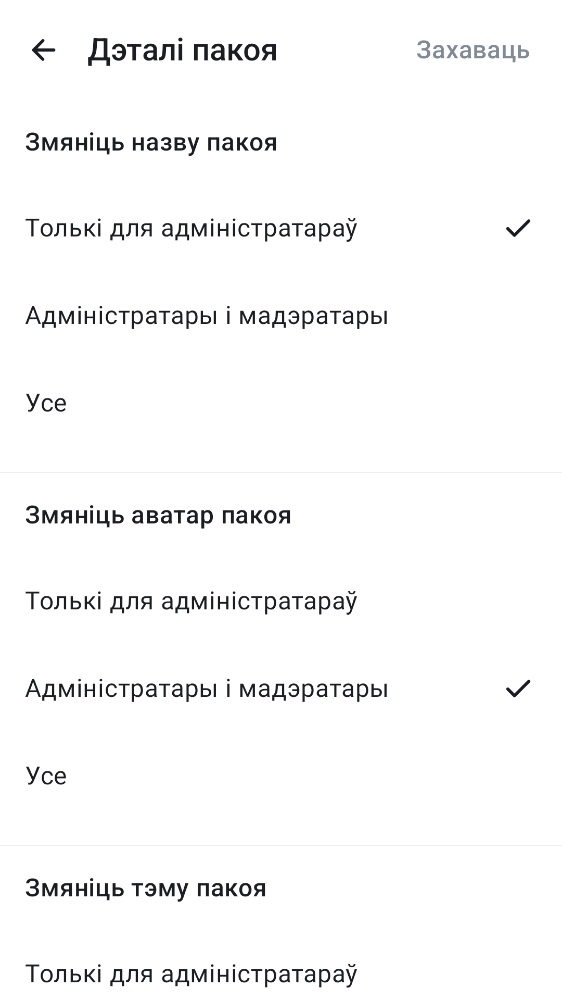 Дэталі пакоя
Захаваць
Змяніць назву пакоя
Толькі для адміністратараў
Адміністратары і мадэратары
Усе
Змяніць аватар пакоя
Толькі для адміністратараў
Адміністратары і мадэратары
Усе
Змяніць тэму пакоя
Толькі для адміністратараў